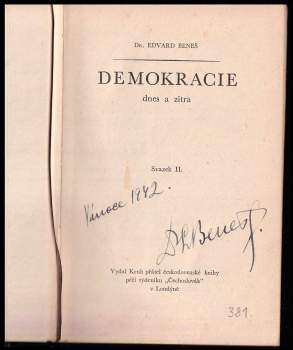 Dr. EDVARD BENEŠ
DEMOKRACIE
dnes a zítra
Svazek II.
Vánoce 1942.
Dr. E. Beneš.
Vydal Kruh přátel československé knihy
péčí týdeníku „Čechoslovák“
v Londýně
381.